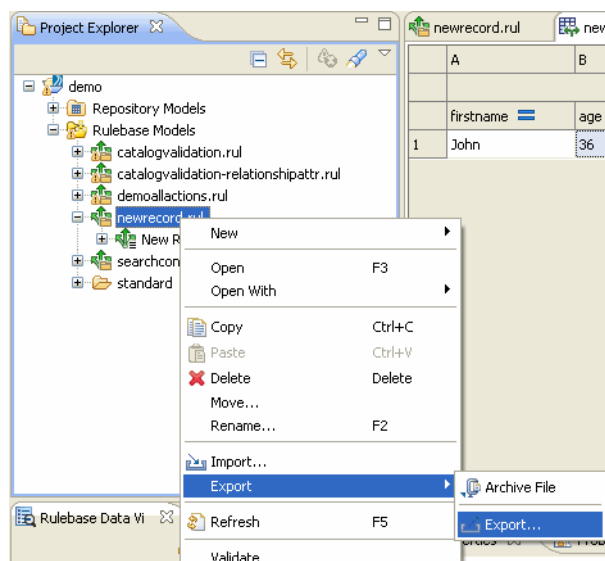 Project Explorer
demo
Repository Models
Rulebase Models
catalogvalidation.rul
catalogvalidation-relationshipattr.rul
demoallactions.rul
newrecord.rul
New R
searchcon
standard
newrecord.rul
new
A
B
firstname
age
1
John
36
New
Open F3
Open With
Copy Ctrl+C
Paste Ctrl+V
Delete Delete
Move...
Rename... F2
Import...
Export
Refresh F5
Validate
Archive File
Export...
Rulebase Data Vi